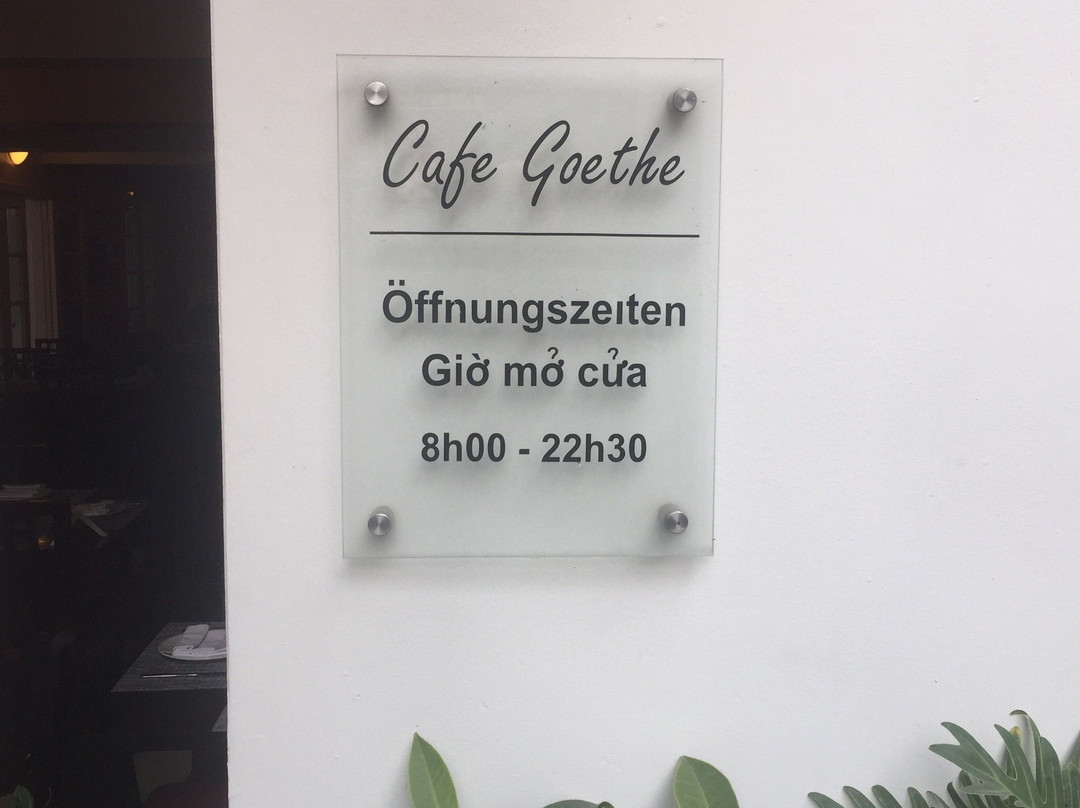 Cafe Goethe
Öffnungszeiten
Giờ mở cửa
8h00 - 22h30